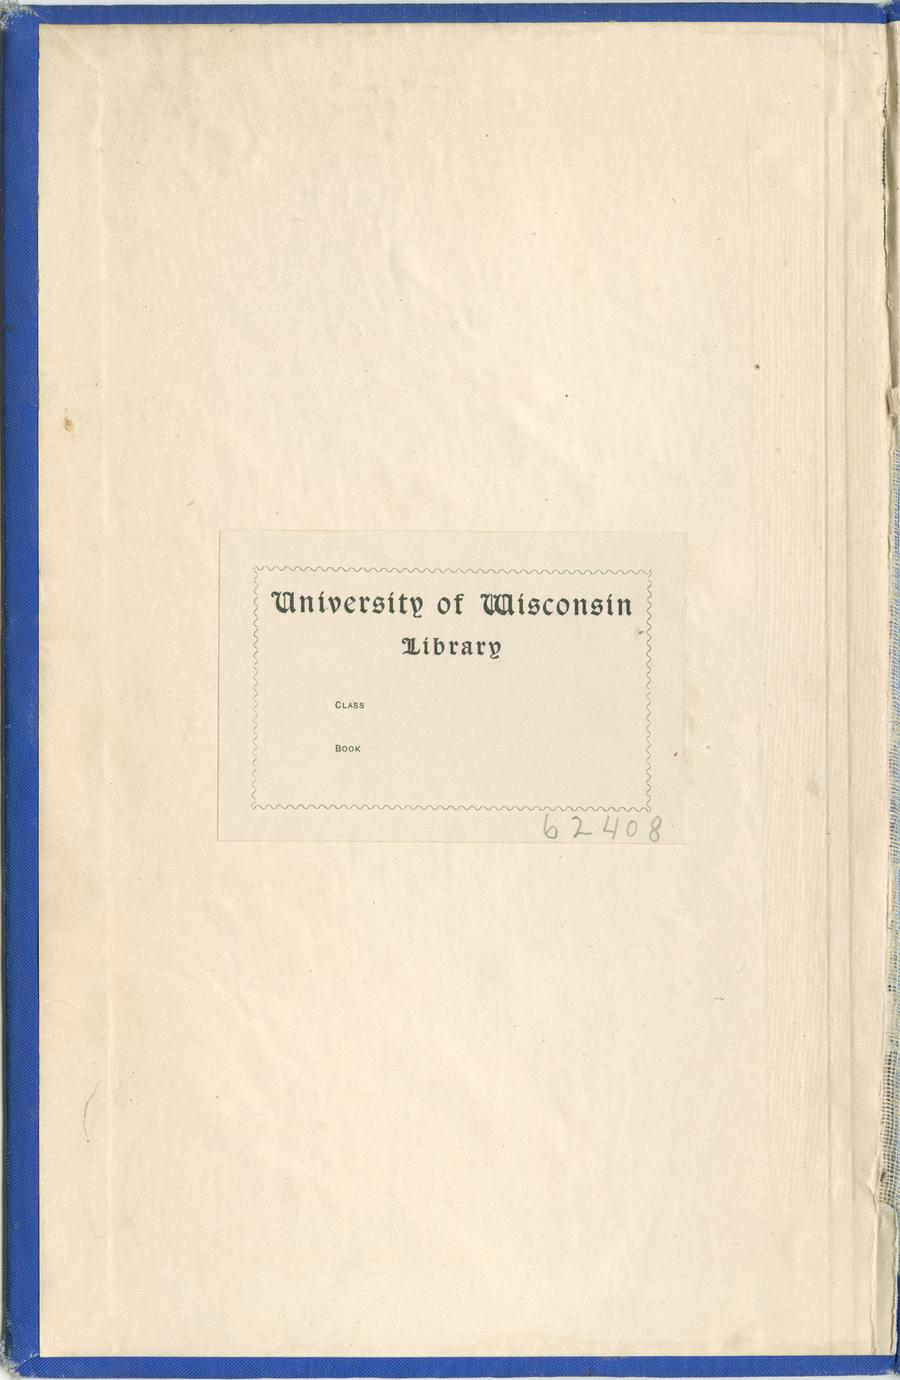 University of Wisconsin
Library
CLASS
BOOK
62408